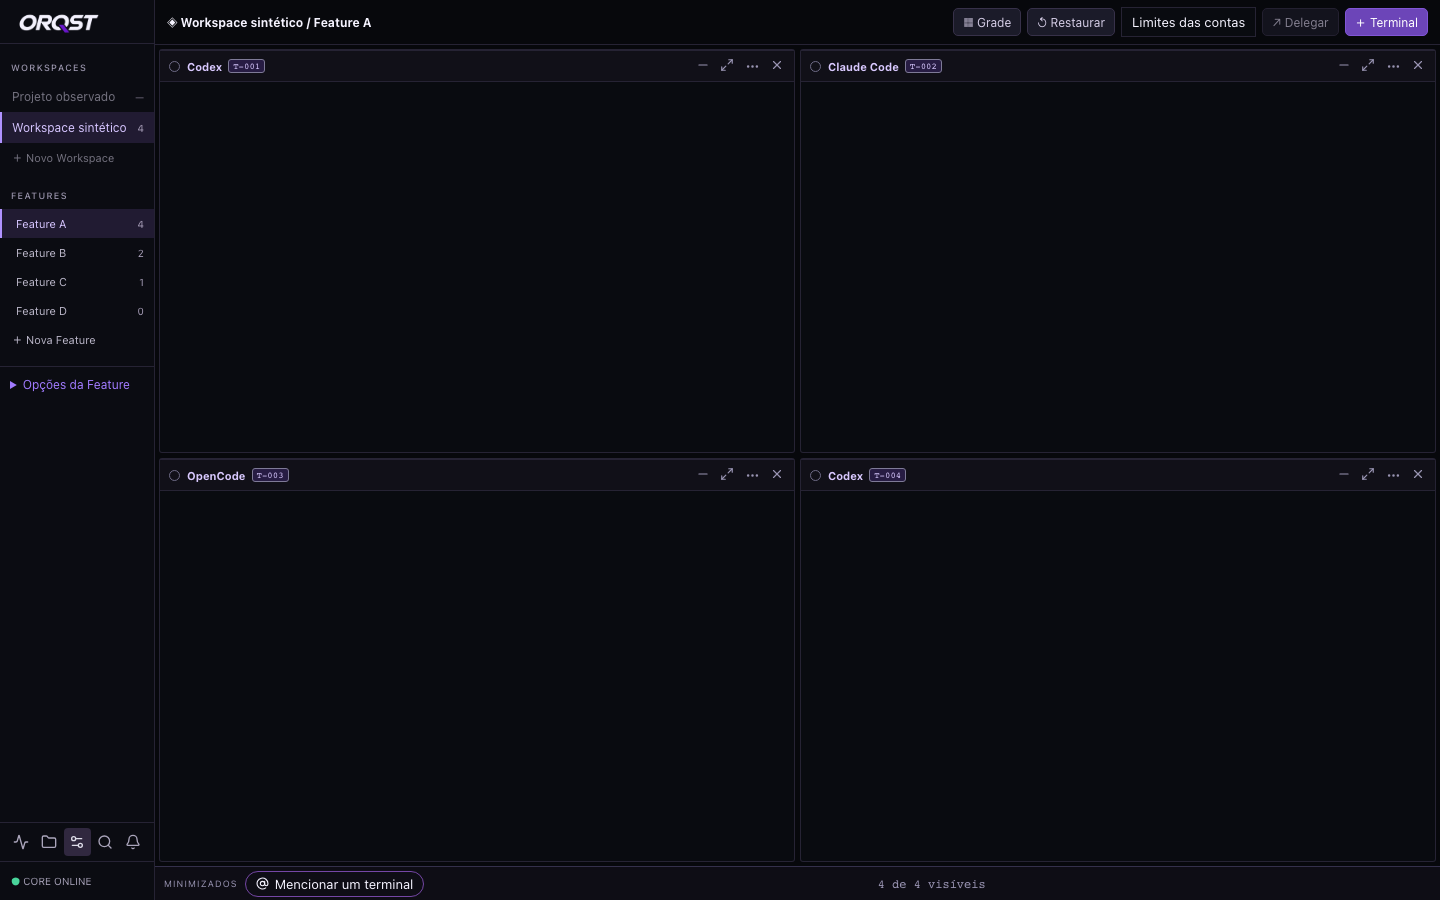 ORQST
◈ Workspace sintético / Feature A
▦ Grade
↺ Restaurar
Limites das contas
↗ Delegar
+ Terminal
WORKSPACES
Projeto observado —
Workspace sintético 4
+ Novo Workspace
FEATURES
Feature A 4
Feature B 2
Feature C 1
Feature D 0
+ Nova Feature
▶ Opções da Feature
Codex T-001
Claude Code T-002
OpenCode T-003
Codex T-004
CORE ONLINE
MINIMIZADOS
@ Mencionar um terminal
4 de 4 visíveis